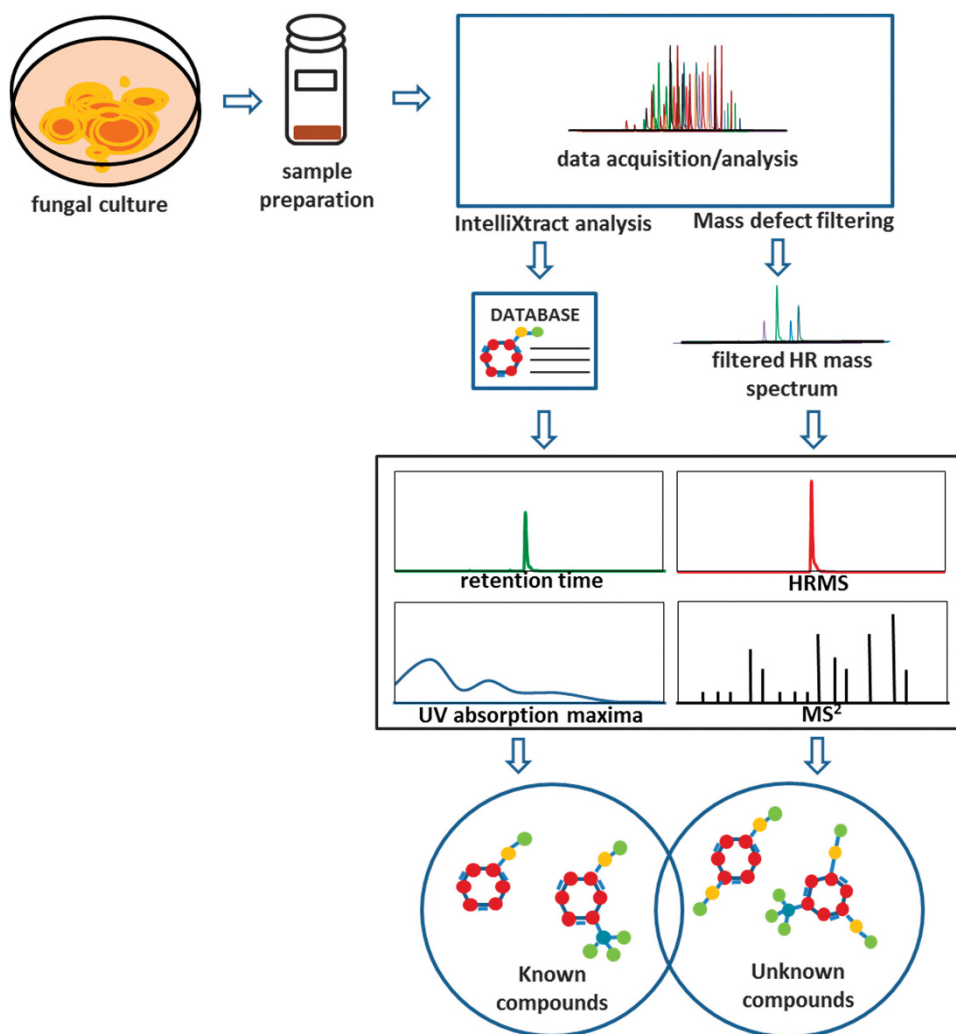 fungal culture
sample
preparation
data acquisition/analysis
IntelliXtract analysis
Mass defect filtering
DATABASE
filtered HR mass
spectrum
retention time
HRMS
UV absorption maxima
MS²
Known
compounds
Unknown
compounds